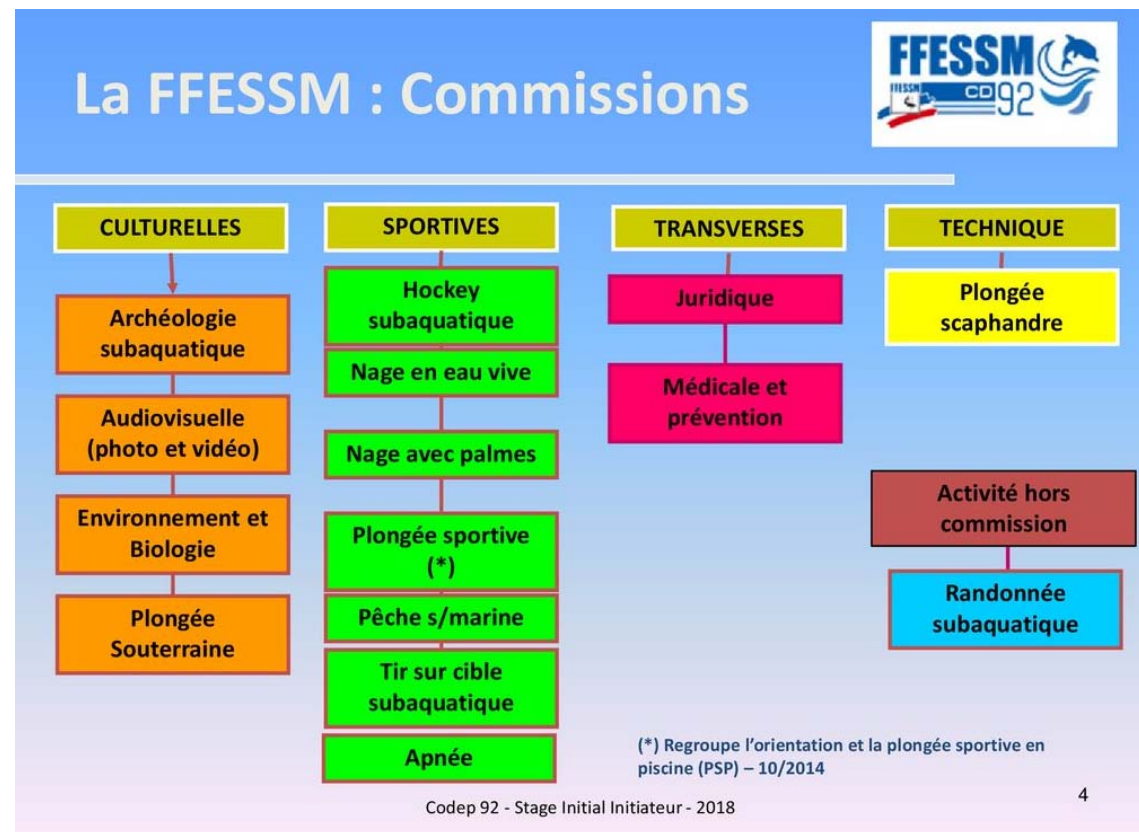 La FFESSM : Commissions
FFESSM
FFESSM
CD 92
CULTURELLES
Archéologie
subaquatique
Audiovisuelle
(photo et vidéo)
Environnement et
Biologie
Plongée
Souterraine
SPORTIVES
Hockey
subaquatique
Nage en eau vive
Nage avec palmes
Plongée sportive
(*)
Pêche s/marine
Tir sur cible
subaquatique
Apnée
TRANSVERSES
Juridique
Médicale et
prévention
TECHNIQUE
Plongée
scaphandre
Activité hors
commission
Randonnée
subaquatique
(*) Regroupe l’orientation et la plongée sportive en
piscine (PSP) – 10/2014
Codep 92 - Stage Initial Initiateur - 2018
4